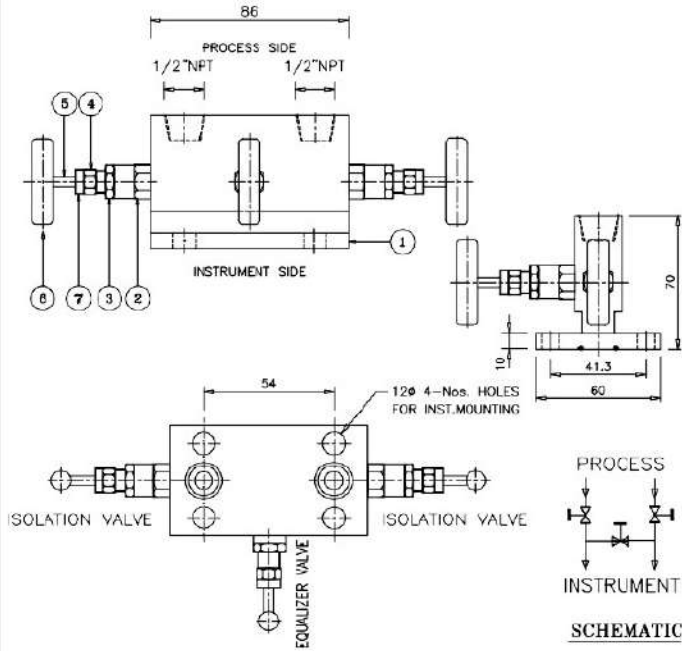 86
PROCESS SIDE
1/2"NPT 1/2"NPT
5 4
1
INSTRUMENT SIDE
6 7 3 2
70
10
41.3
60
54
12ø 4-Nos. HOLES
FOR INST.MOUNTING
ISOLATION VALVE
ISOLATION VALVE
EQUALIZER VALVE
PROCESS
INSTRUMENT
SCHEMATIC